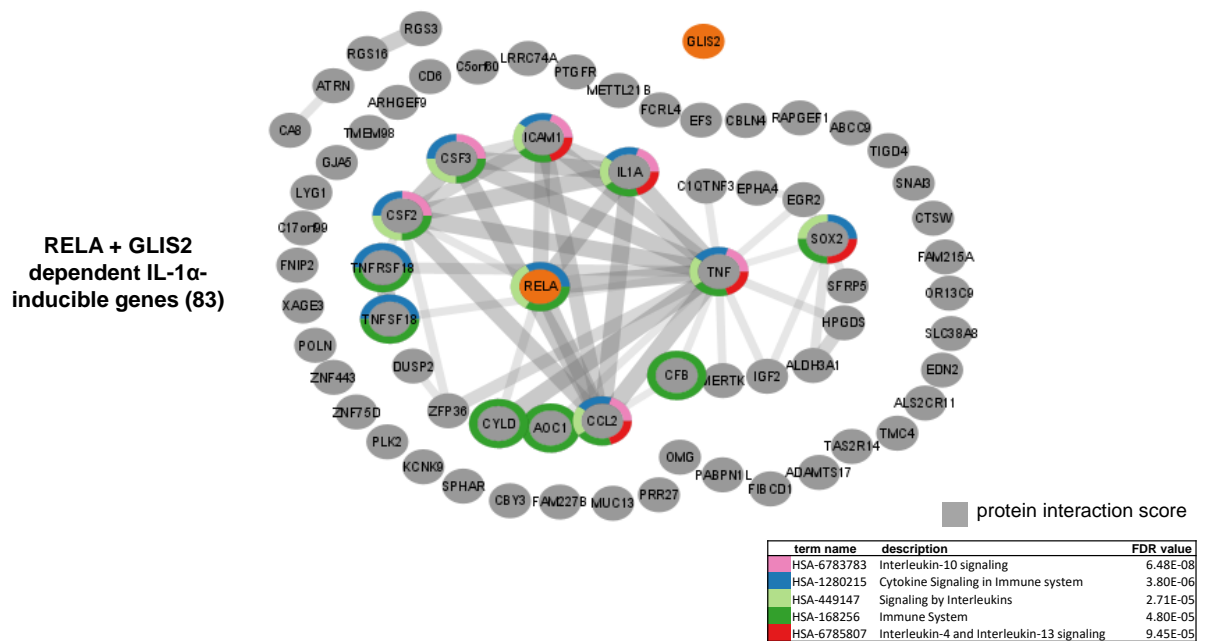 RGS3
RGS16
GLIS2
LRRC74A
C5orf60
PTGFR
CD6
METTL21B
ATRN
ARHGEF9
FCRL4
EFS
CBLN4
RAPGEF1
ABCC9
CA8
TMEM98
ICAM1
CSF3
TIGD4
GJA5
IL1A
SNAI3
LYG1
C1QTNF3
EPHA4
EGR2
CSF2
CTSW
C17orf99
SOX2
RELA + GLIS2
dependent IL-1α-
inducible genes (83)
FNIP2
TNFRSF18
TNF
FAM215A
RELA
SFRP5
OR13C9
XAGE3
TNFSF18
HPGDS
SLC38A8
POLN
DUSP2
ALDH3A1
EDN2
ZNF443
CFB
MERTK
IGF2
ALS2CR11
ZNF75D
ZFP36
CYLD
AOC1
CCL2
TMC4
PLK2
TAS2R14
KCNK9
OMG
ADAMTS17
SPHAR
PABPN1L
FIBCD1
CBY3
FAM227B
MUC13
PRR27
protein interaction score
term name description FDR value
HSA-6783783 Interleukin-10 signaling 6.48E-08
HSA-1280215 Cytokine Signaling in Immune system 3.80E-06
HSA-449147 Signaling by Interleukins 2.71E-05
HSA-168256 Immune System 4.80E-05
HSA-6785807 Interleukin-4 and Interleukin-13 signaling 9.45E-05